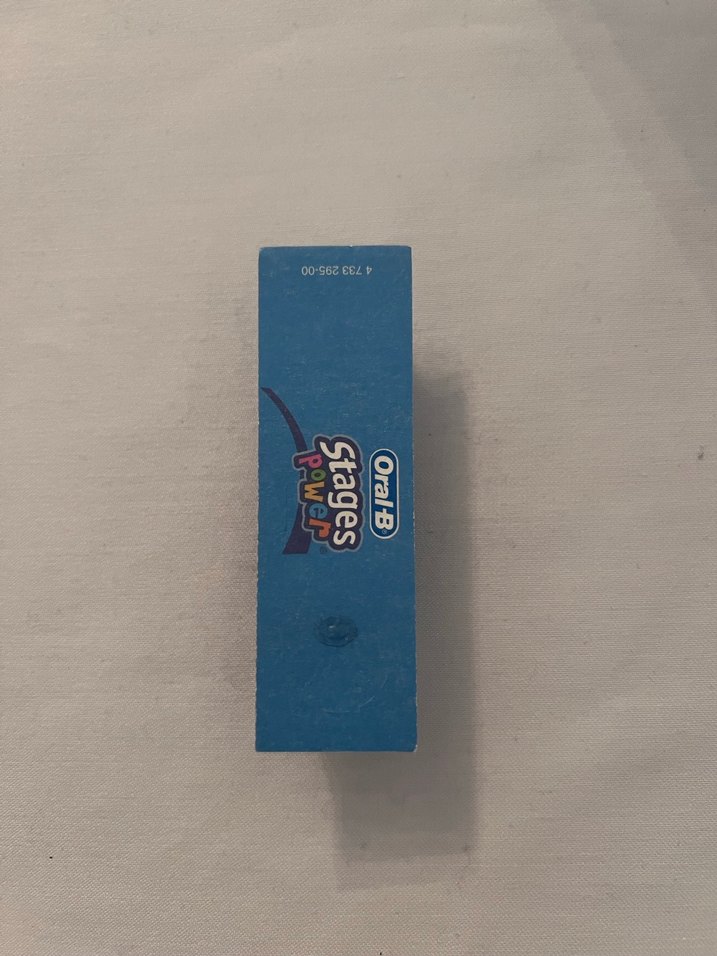 Oral-B®
Stages
power®
4 733 295-00